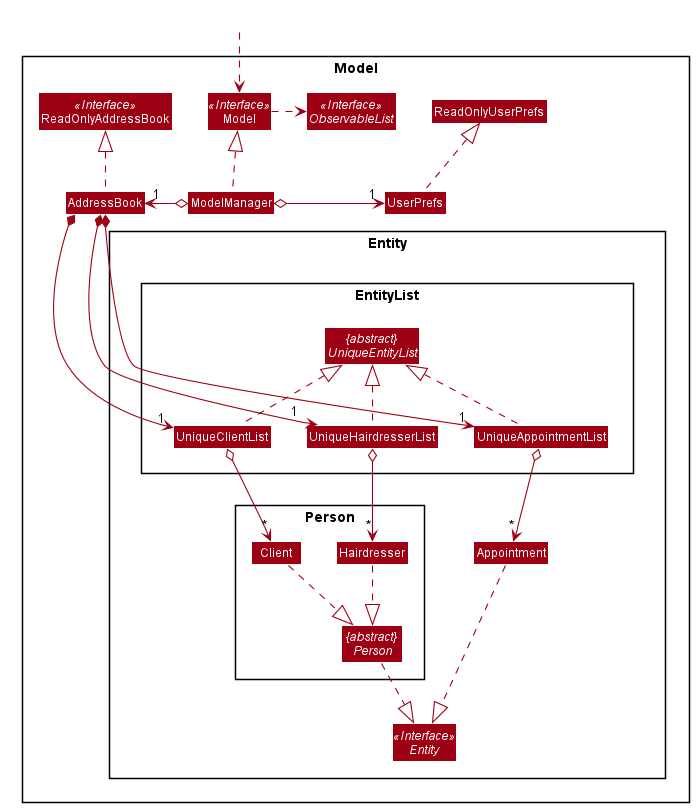 Model
«Interface»
ReadOnlyAddressBook
«Interface»
Model
«Interface»
ObservableList
ReadOnlyUserPrefs
AddressBook
1
ModelManager
1
UserPrefs
Entity
EntityList
{abstract}
UniqueEntityList
1
UniqueClientList
1
UniqueHairdresserList
1
UniqueAppointmentList
Person
*
Client
*
Hairdresser
*
Appointment
{abstract}
Person
«Interface»
Entity